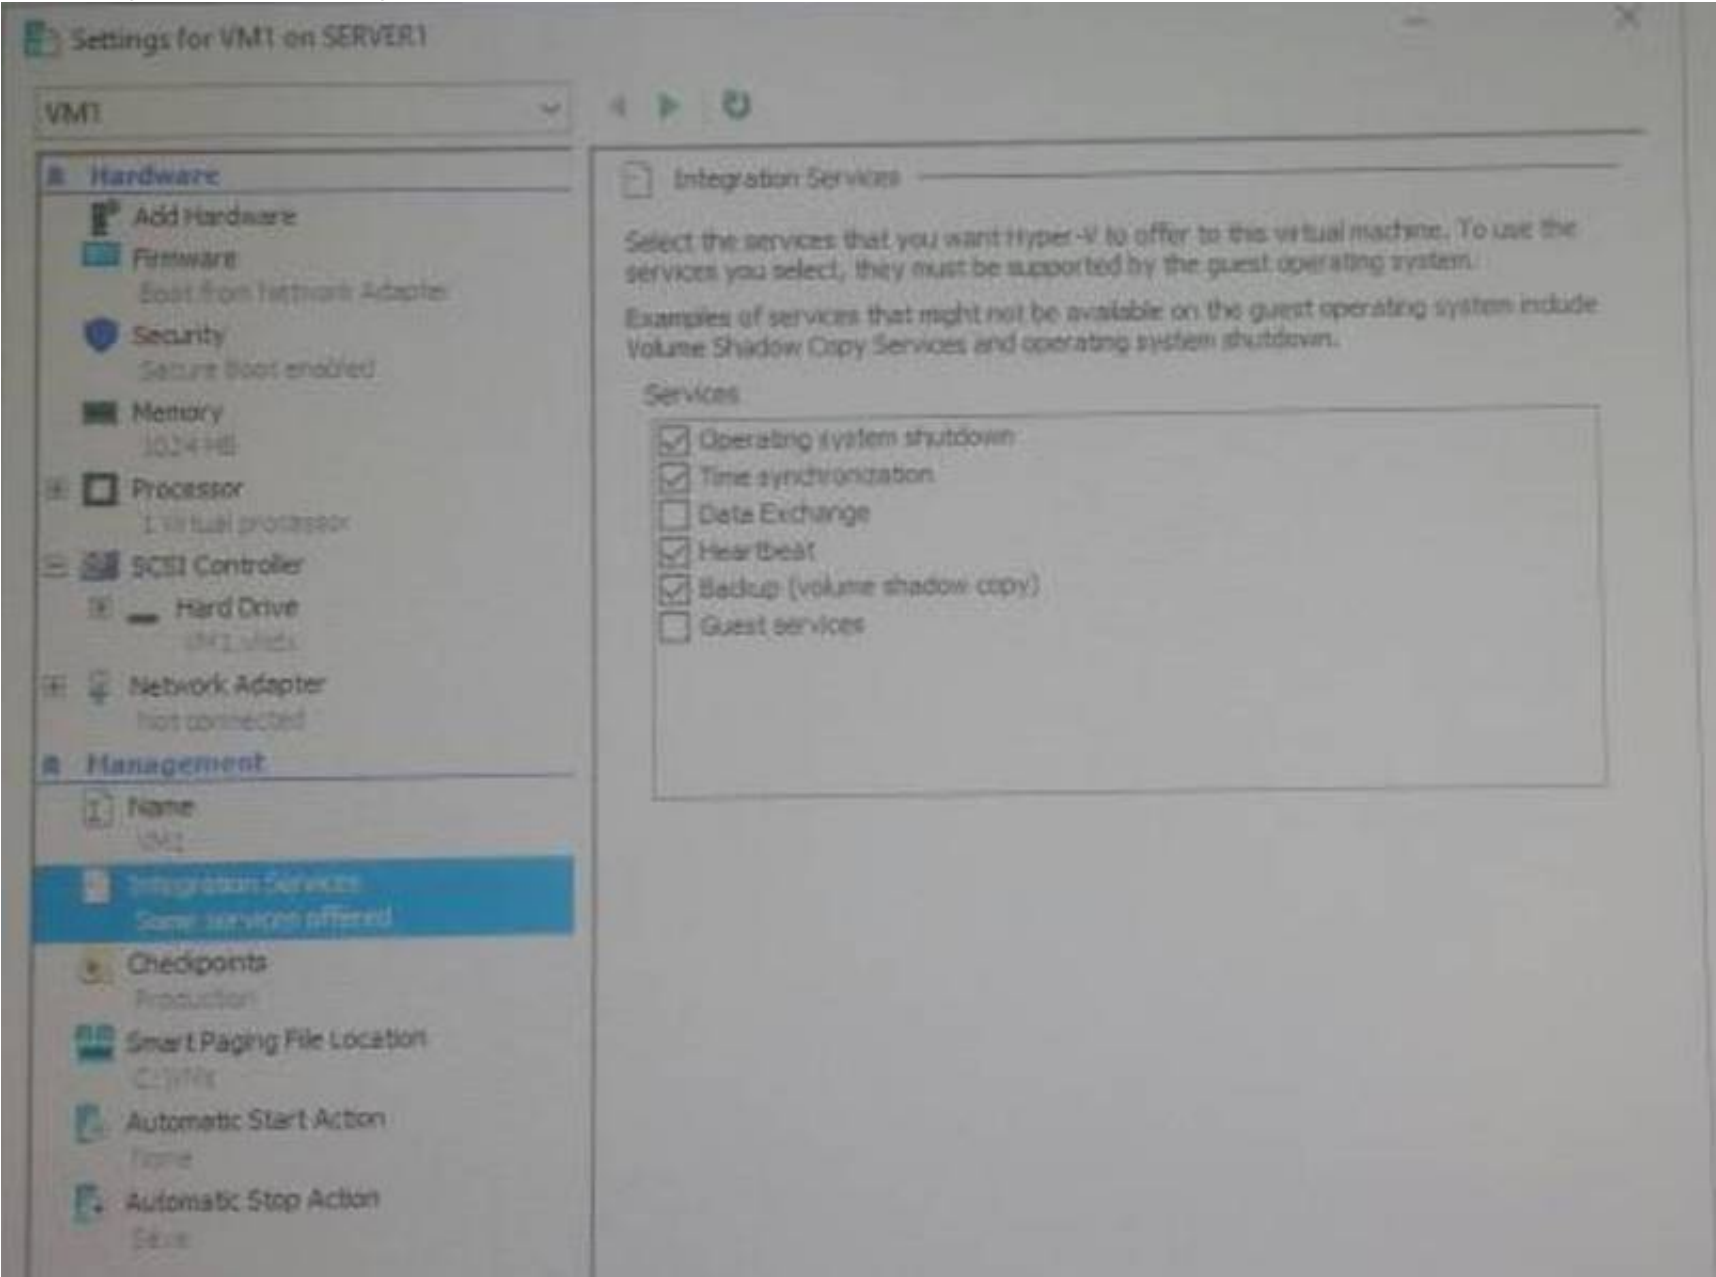 Settings for VM1 on SERVER1
VM1
Hardware
Add Hardware
Firmware
Boot from Network Adapter
Security
Secure Boot enabled
Memory
1024 MB
Processor
1 Virtual processor
SCSI Controller
Hard Drive
VM1.vhdx
Network Adapter
Not connected
Management
Name
VM1
Integration Services
Some services offered
Checkpoints
Production
Smart Paging File Location
Automatic Start Action
None
Automatic Stop Action
Save
Integration Services
Select the services that you want Hyper-V to offer to this virtual machine. To use the
services you select, they must be supported by the guest operating system.
Examples of services that might not be available on the guest operating system include
Volume Shadow Copy Services and operating system shutdown.
Services
Operating system shutdown
Time synchronization
Data Exchange
Heartbeat
Backup (volume shadow copy)
Guest services